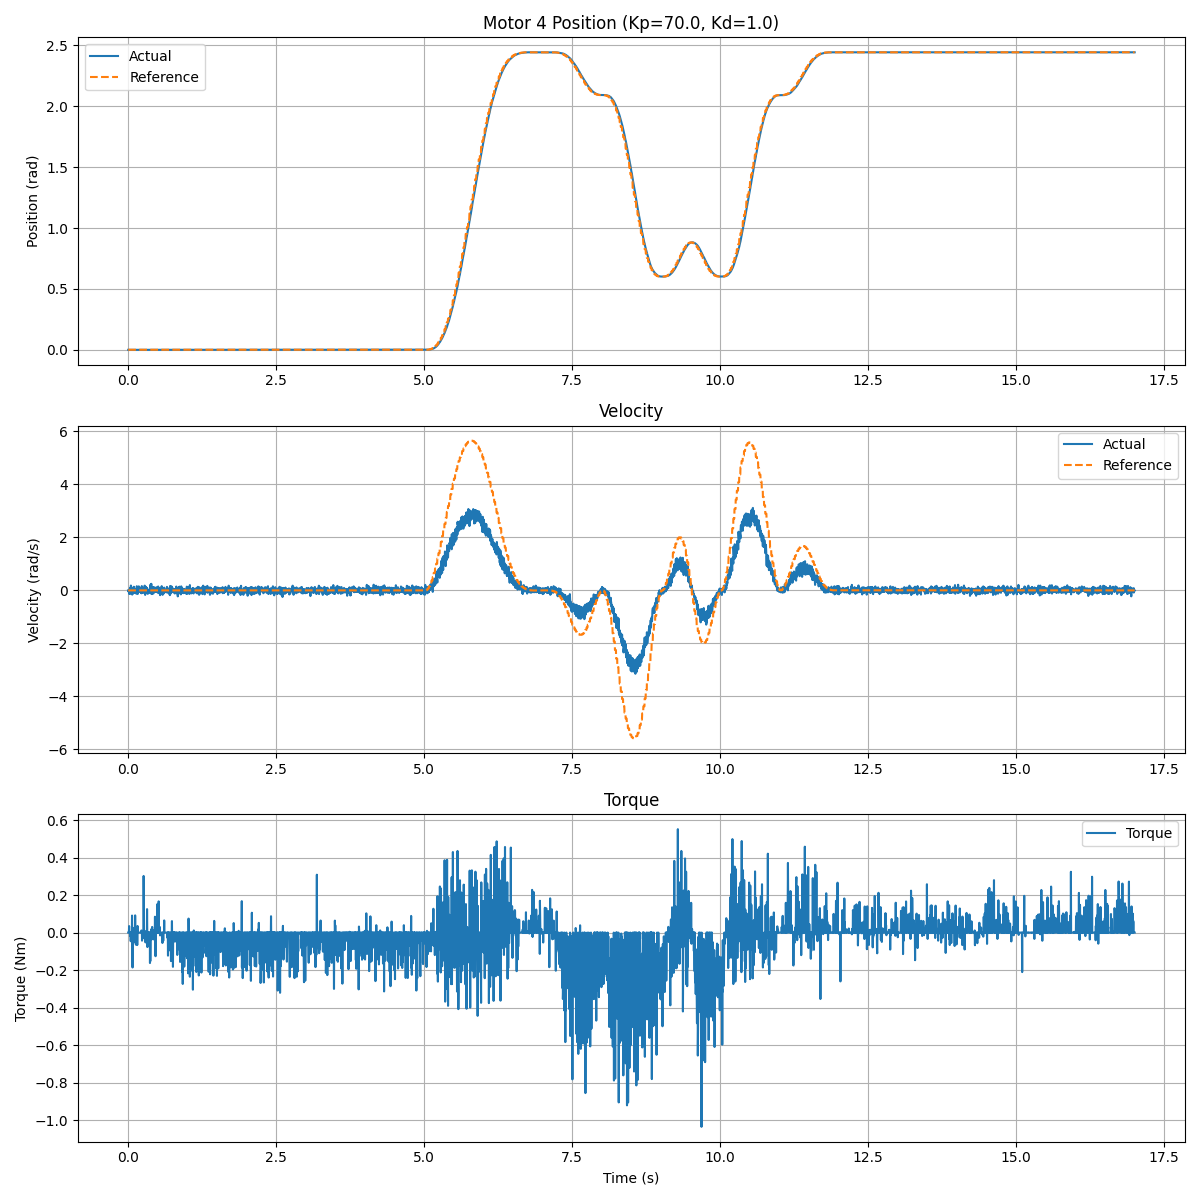 Motor 4 Position (Kp=70.0, Kd=1.0)
Actual
Reference
Position (rad)
2.5
2.0
1.5
1.0
0.5
0.0
0.0 2.5 5.0 7.5 10.0 12.5 15.0 17.5
Velocity
Actual
Reference
Velocity (rad/s)
6
4
2
0
−2
−4
−6
0.0 2.5 5.0 7.5 10.0 12.5 15.0 17.5
Torque
Torque
Torque (Nm)
0.6
0.4
0.2
0.0
−0.2
−0.4
−0.6
−0.8
−1.0
0.0 2.5 5.0 7.5 10.0 12.5 15.0 17.5
Time (s)